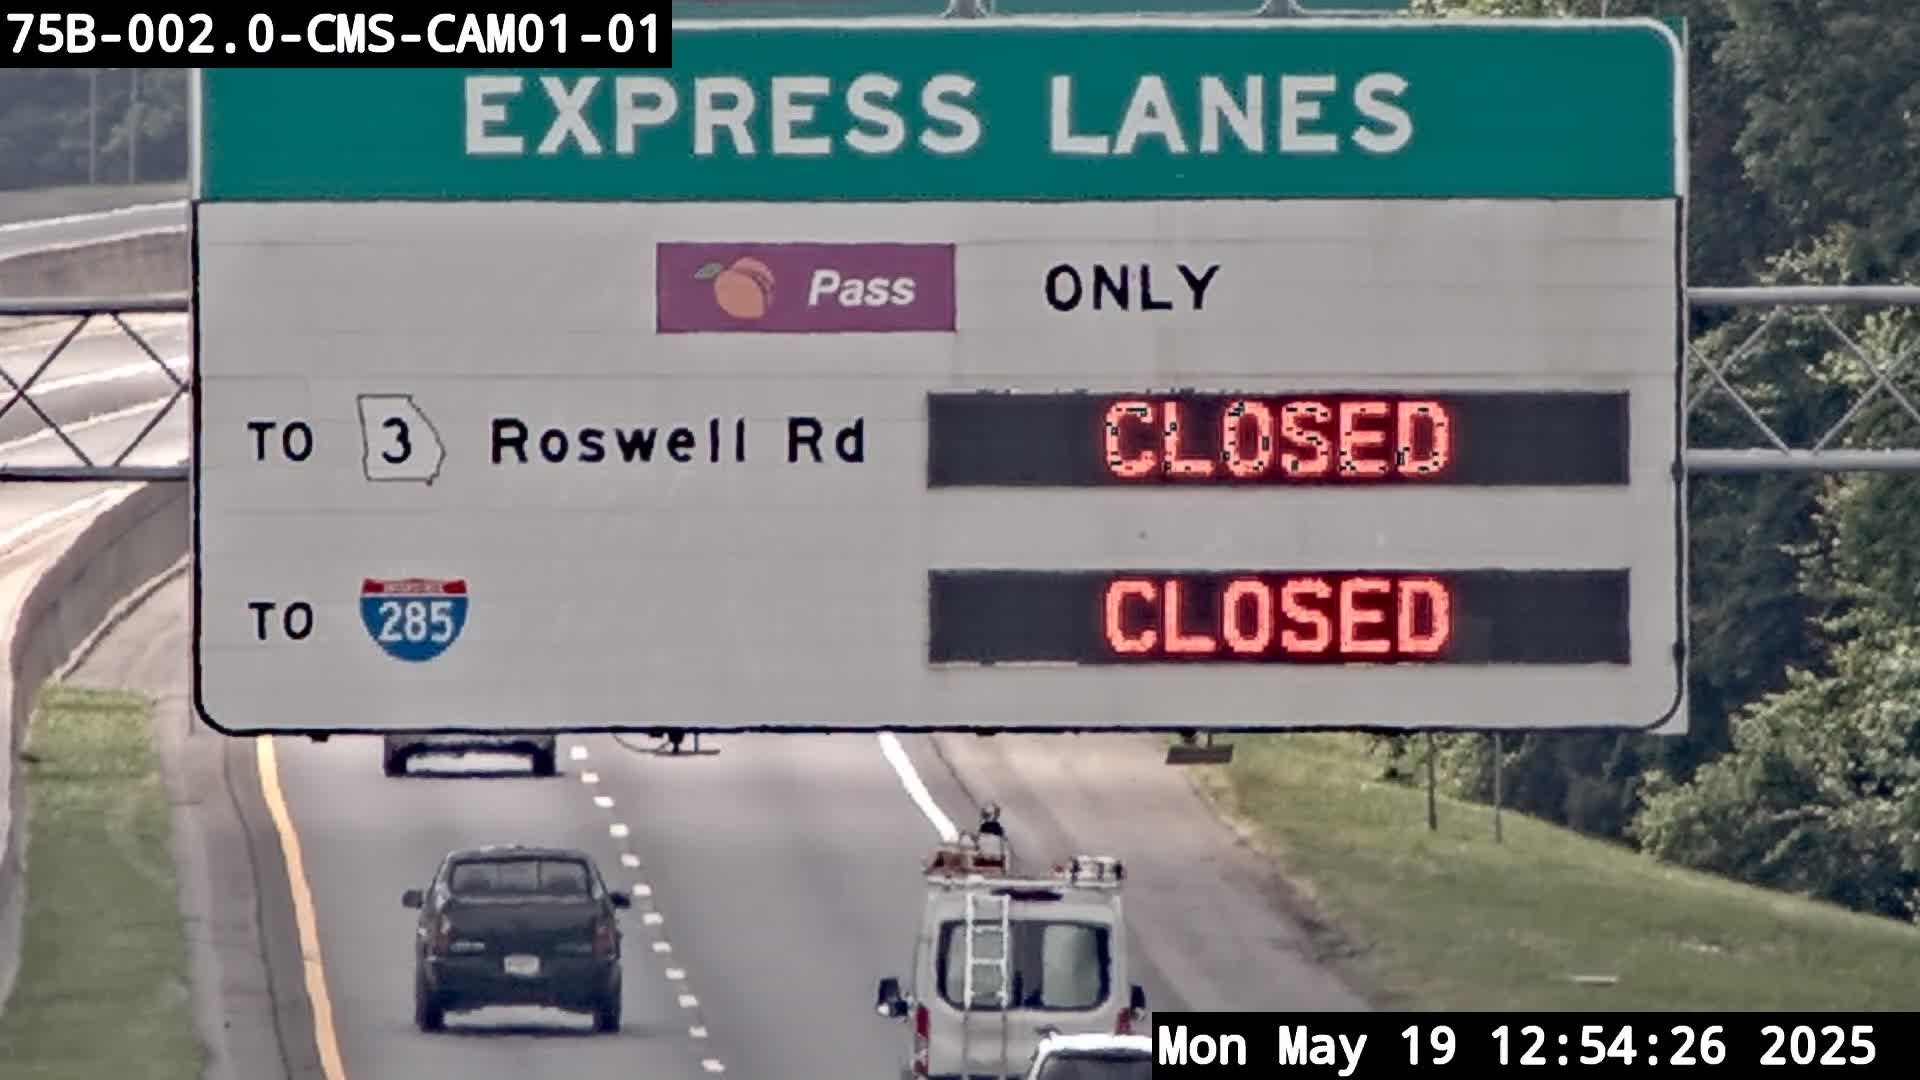 75B-002.0-CMS-CAM01-01
EXPRESS LANES
Pass ONLY
TO 3 Roswell Rd CLOSED
TO INTERSTATE 285 CLOSED
Mon May 19 12:54:26 2025